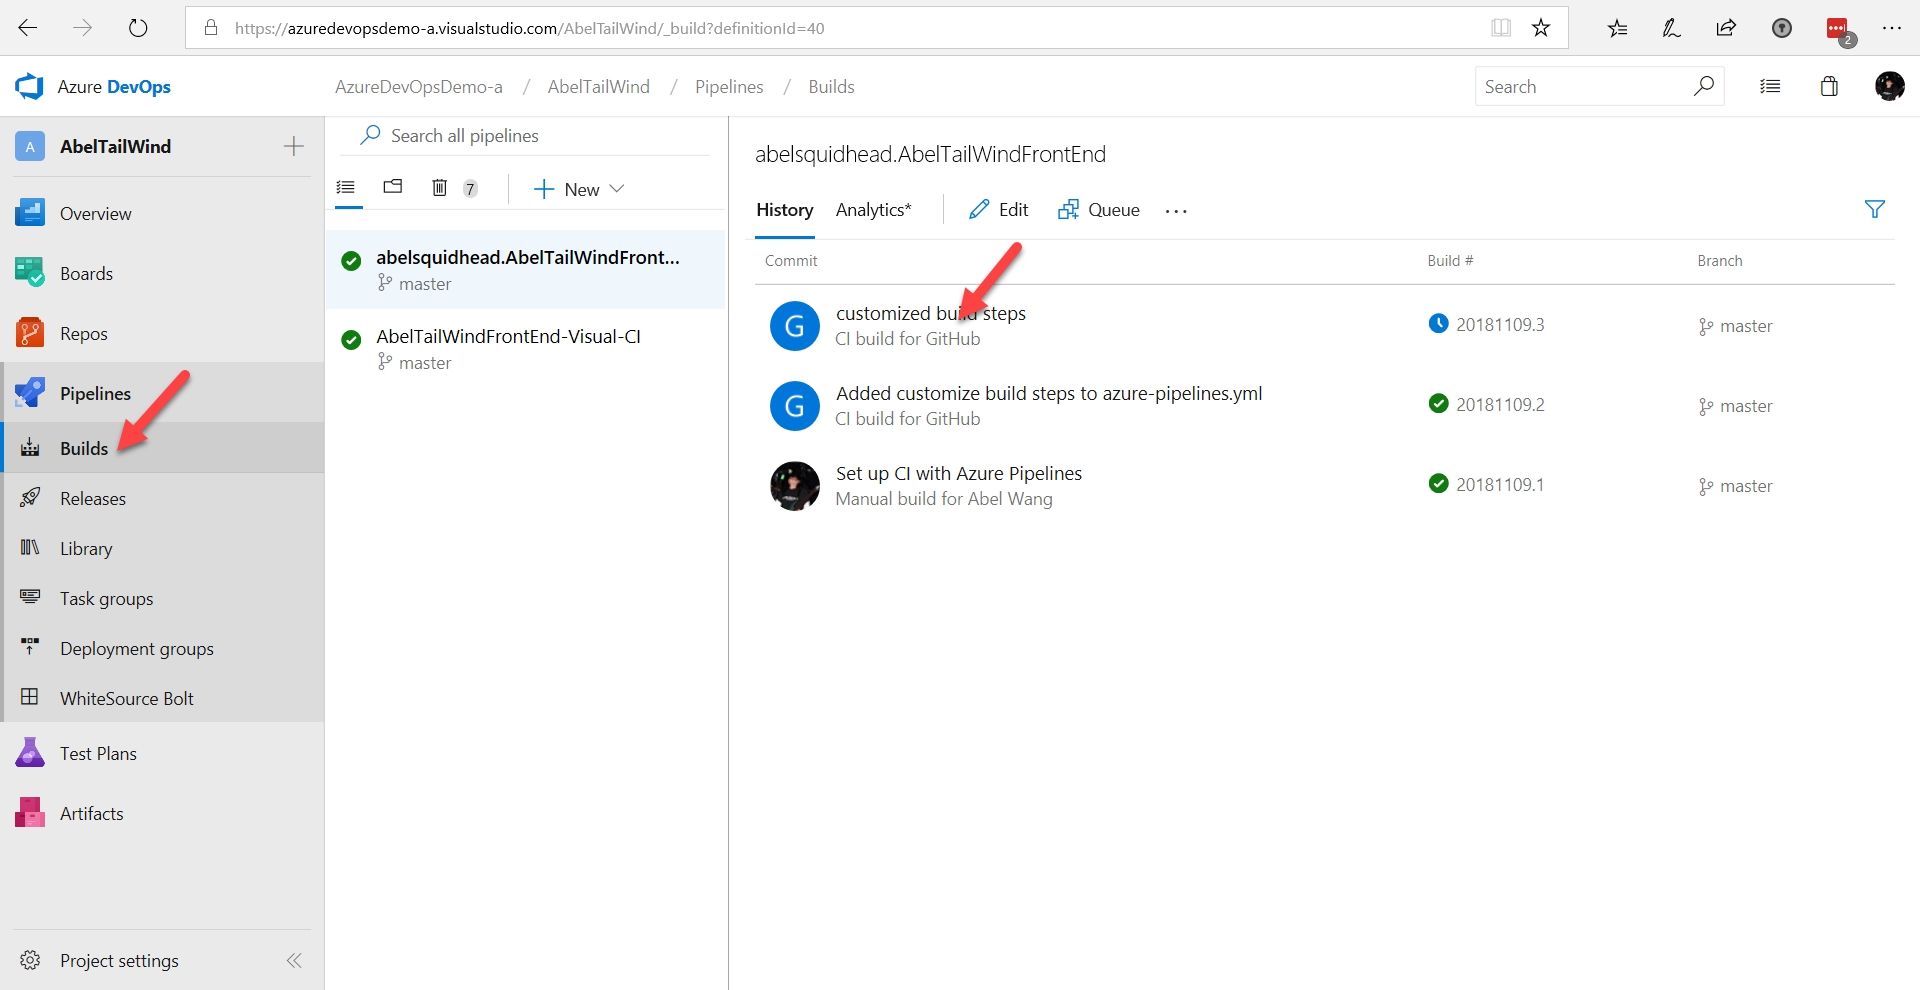 https://azuredevopsdemo-a.visualstudio.com/AbelTailWind/_build?definitionId=40
2
Azure DevOps
AzureDevOpsDemo-a / AbelTailWind / Pipelines / Builds
Search
A AbelTailWind
Overview
Boards
Repos
Pipelines
Builds
Releases
Library
Task groups
Deployment groups
WhiteSource Bolt
Test Plans
Artifacts
Project settings
Search all pipelines
7 New
abelsquidhead.AbelTailWindFront...
master
AbelTailWindFrontEnd-Visual-CI
master
abelsquidhead.AbelTailWindFrontEnd
History Analytics* Edit Queue ...
Commit Build # Branch
G customized build steps 20181109.3 master
CI build for GitHub
G Added customize build steps to azure-pipelines.yml 20181109.2 master
CI build for GitHub
Set up CI with Azure Pipelines 20181109.1 master
Manual build for Abel Wang